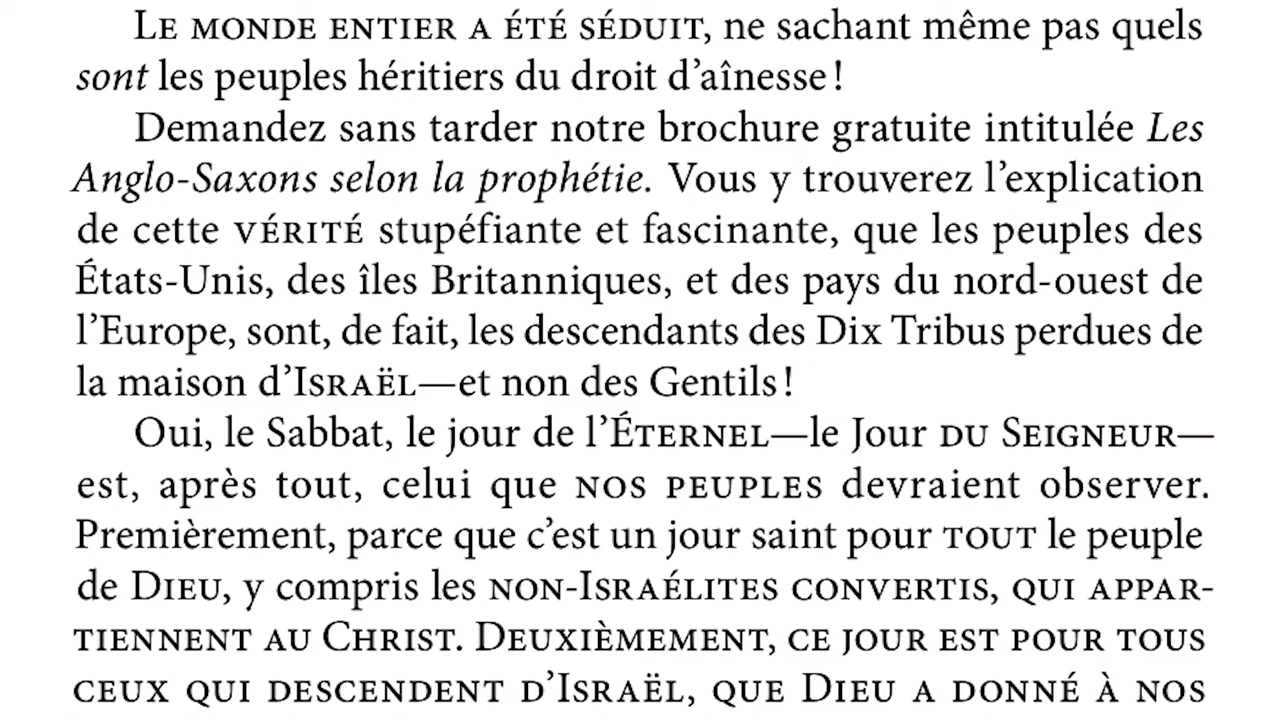 Le monde entier a été séduit, ne sachant même pas quels
sont les peuples héritiers du droit d’aînesse !
Demandez sans tarder notre brochure gratuite intitulée Les
Anglo-Saxons selon la prophétie. Vous y trouverez l’explication
de cette vérité stupéfiante et fascinante, que les peuples des
États-Unis, des îles Britanniques, et des pays du nord-ouest de
l’Europe, sont, de fait, les descendants des Dix Tribus perdues de
la maison d’Israël—et non des Gentils !
Oui, le Sabbat, le jour de l’Éternel—le Jour du Seigneur—
est, après tout, celui que nos peuples devraient observer.
Premièrement, parce que c’est un jour saint pour tout le peuple
de Dieu, y compris les non-Israélites convertis, qui appar-
tiennent au Christ. Deuxièmement, ce jour est pour tous
ceux qui descendent d’Israël, que Dieu a donné à nos